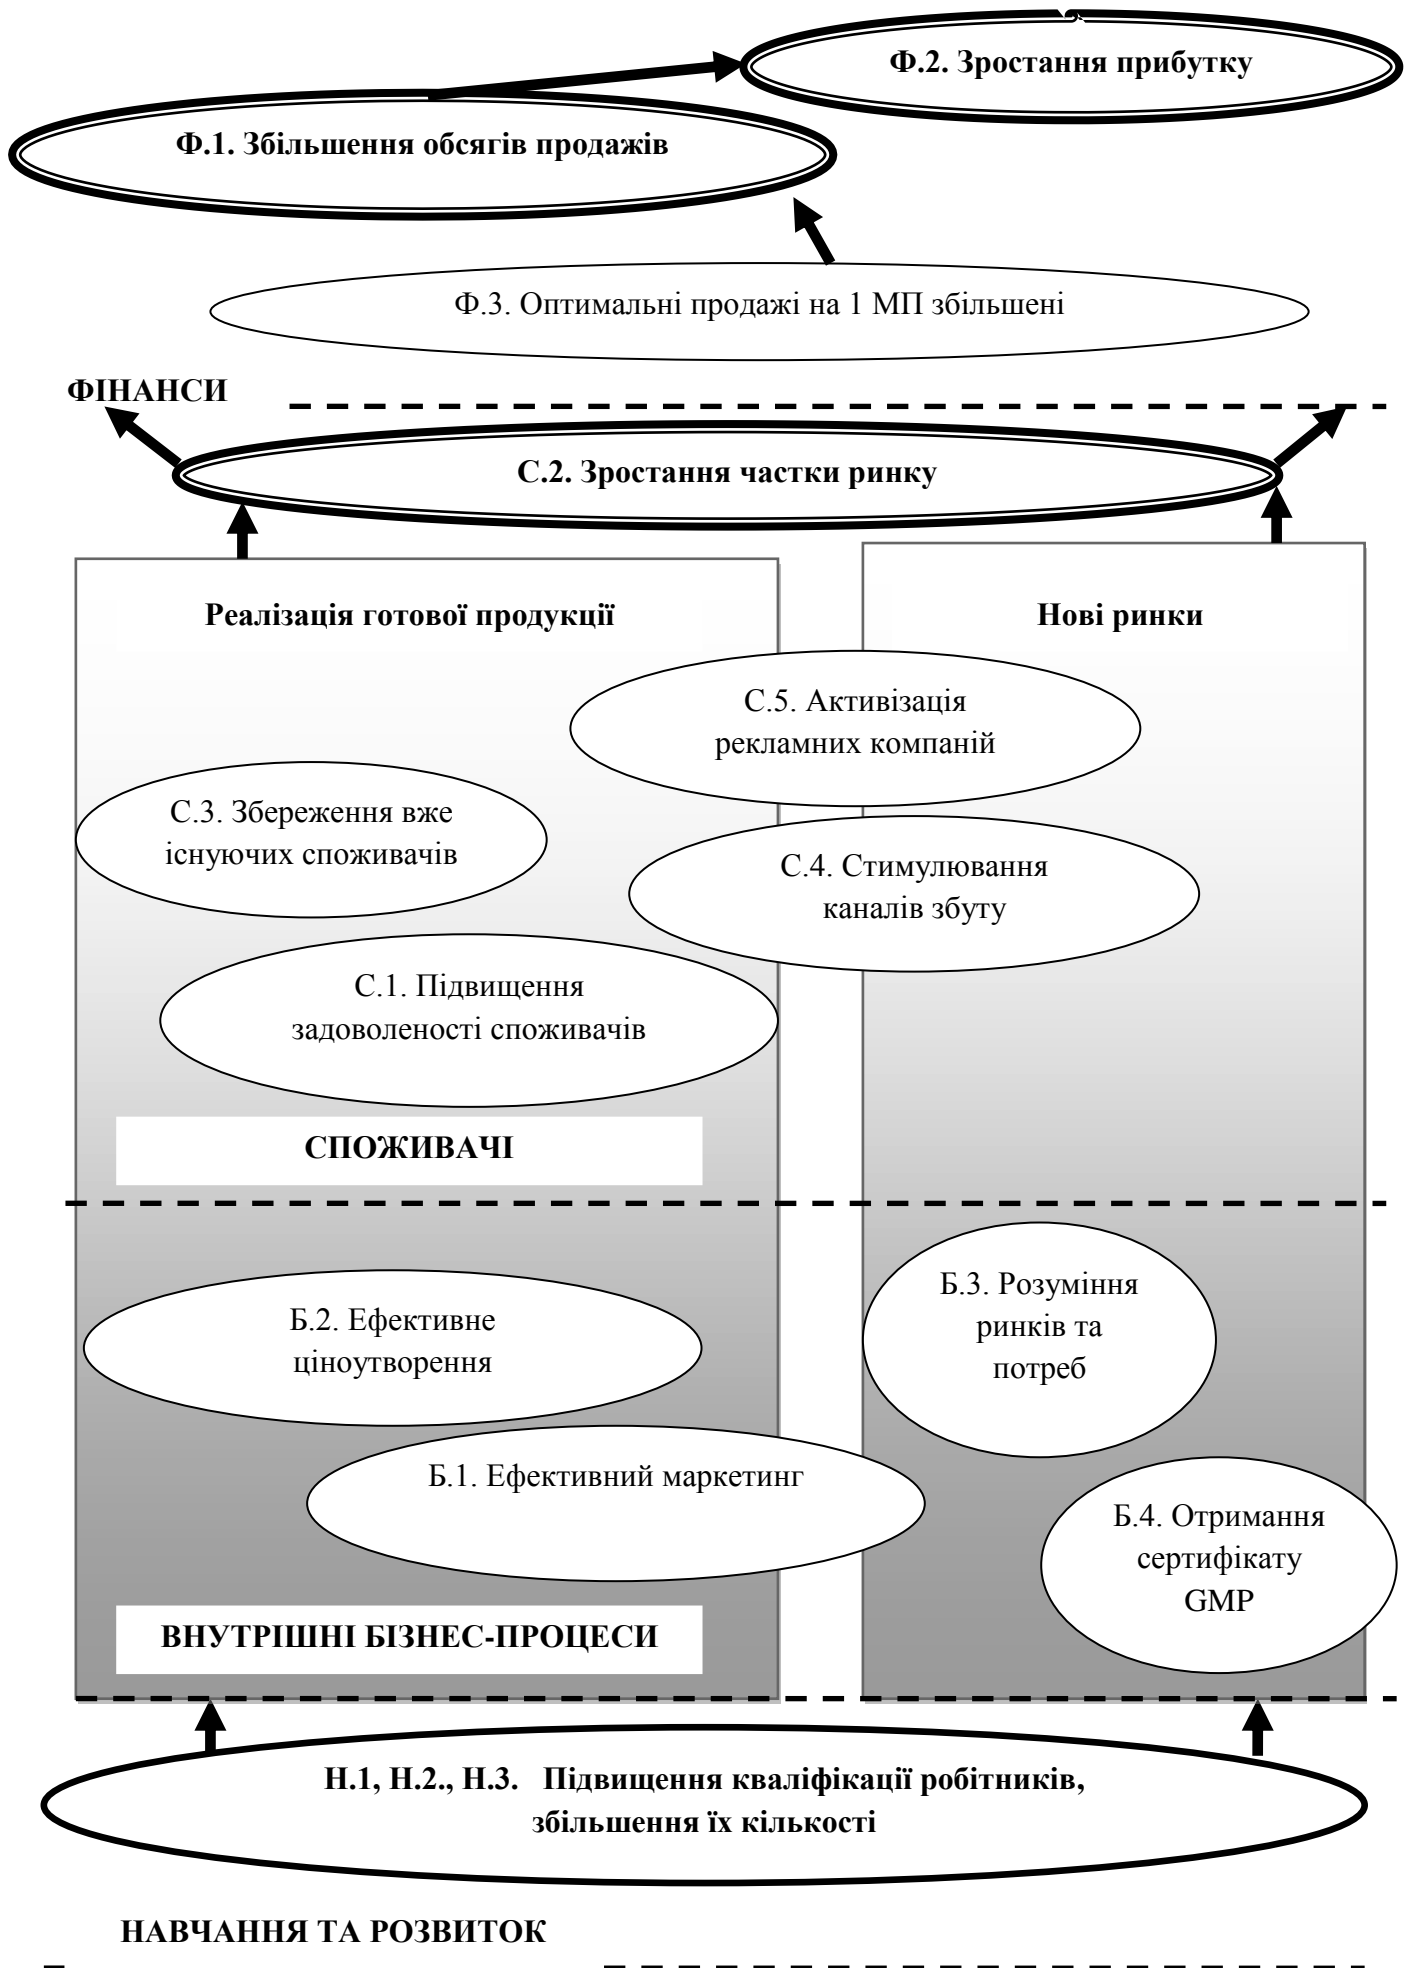 Ф.2. Зростання прибутку
Ф.1. Збільшення обсягів продажів
Ф.3. Оптимальні продажі на 1 МП збільшені
ФІНАНСИ
С.2. Зростання частки ринку
Реалізація готової продукції
Нові ринки
С.5. Активізація
рекламних компаній
С.3. Збереження вже
існуючих споживачів
С.4. Стимулювання
каналів збуту
С.1. Підвищення
задоволеності споживачів
СПОЖИВАЧІ
Б.3. Розуміння
ринків та
потреб
Б.2. Ефективне
ціноутворення
Б.1. Ефективний маркетинг
Б.4. Отримання
сертифікату
GMP
ВНУТРІШНІ БІЗНЕС-ПРОЦЕСИ
Н.1, Н.2., Н.3. Підвищення кваліфікації робітників,
збільшення їх кількості
НАВЧАННЯ ТА РОЗВИТОК